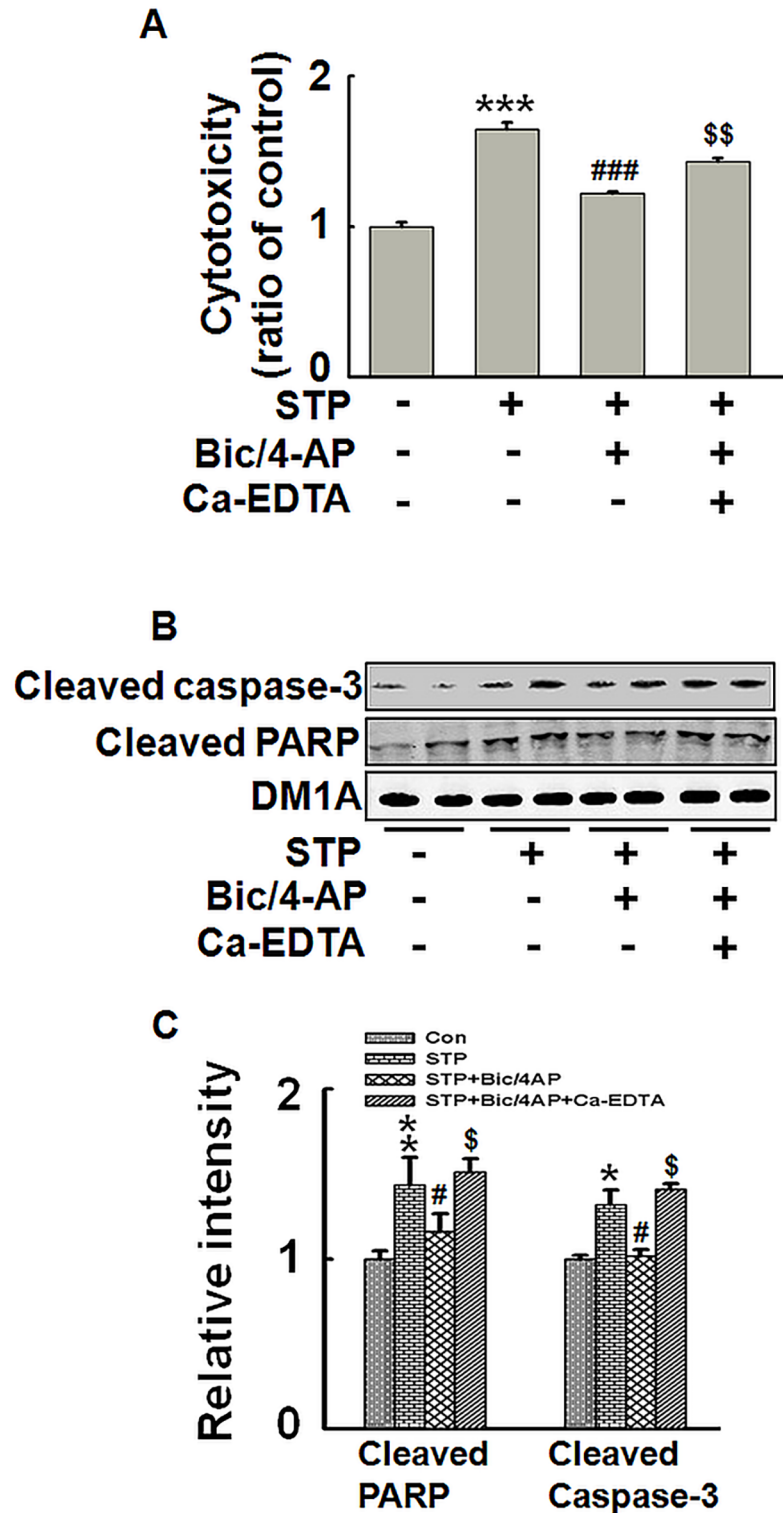 A
Cytotoxicity
(ratio of control)
2
1
0
***
###
$$
STP - + + +
Bic/4-AP - - + +
Ca-EDTA - - - +
B
Cleaved caspase-3
Cleaved PARP
DM1A
STP - + + +
Bic/4-AP - - + +
Ca-EDTA - - - +
C
Con
STP
STP+Bic/4AP
STP+Bic/4AP+Ca-EDTA
Relative intensity
2
1
0
*
*
#
$
*
#
$
Cleaved
PARP
Cleaved
Caspase-3